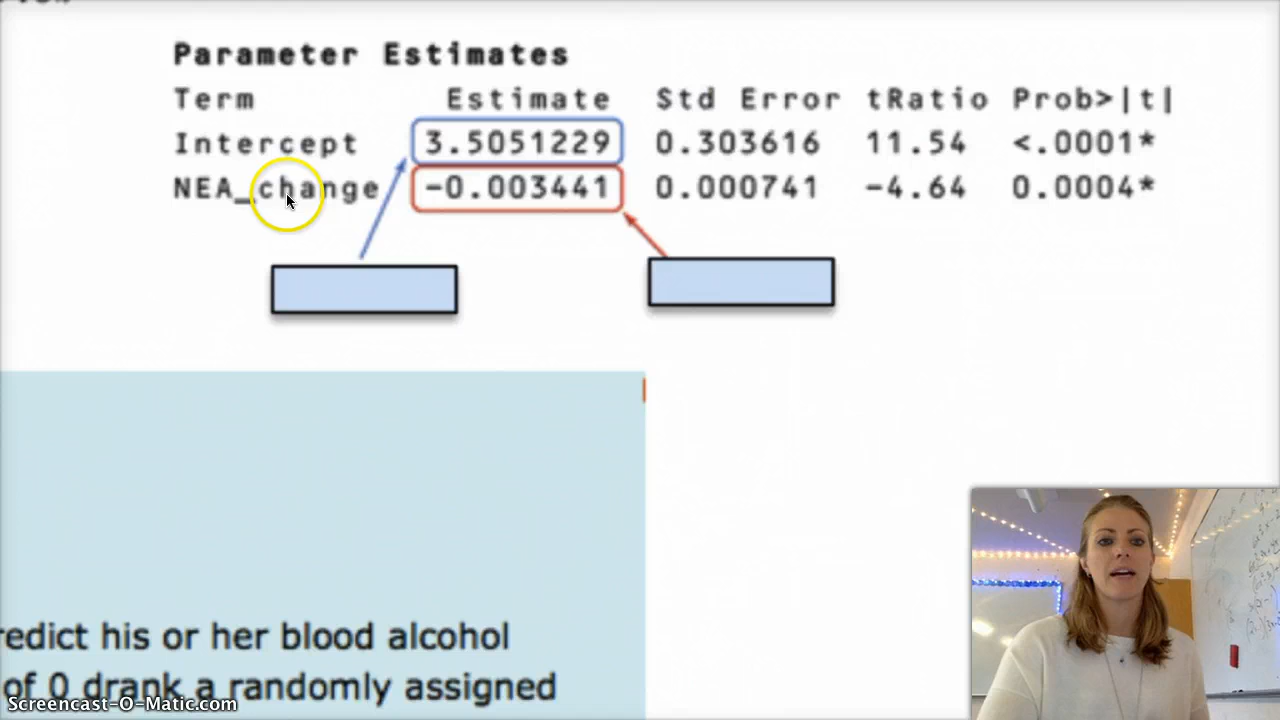 Parameter Estimates
Term Estimate Std Error tRatio Prob>|t|
Intercept 3.5051229 0.303616 11.54 <.0001*
NEA_change -0.003441 0.000741 -4.64 0.0004*
redict his or her blood alcohol
of 0 drank a randomly assigned
Screencast-O-Matic.com